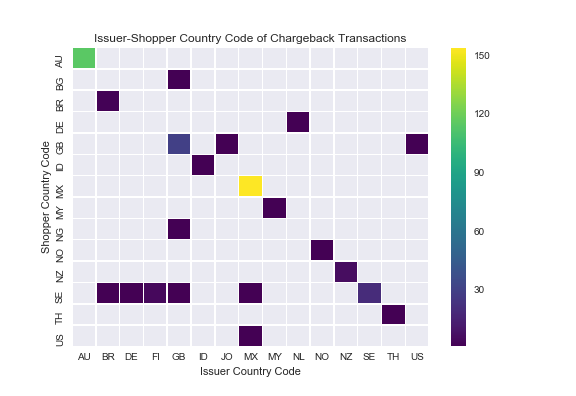 Issuer-Shopper Country Code of Chargeback Transactions
Shopper Country Code
AU
BG
BR
DE
GB
ID
MX
MY
NG
NO
NZ
SE
TH
US
AU BR DE FI GB ID JO MX MY NL NO NZ SE TH US
Issuer Country Code
150
120
90
60
30